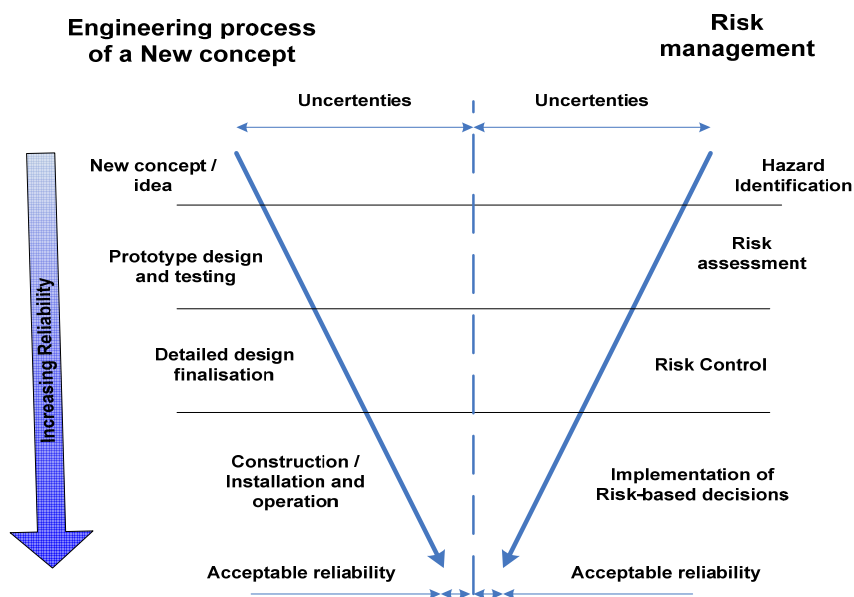 Engineering process
of a New concept
Risk
management
Uncertenties
Uncertenties
New concept /
idea
Hazard
Identification
Prototype design
and testing
Risk
assessment
Detailed design
finalisation
Risk Control
Construction /
Installation and
operation
Implementation of
Risk-based decisions
Acceptable reliability
Acceptable reliability
Increasing Reliability